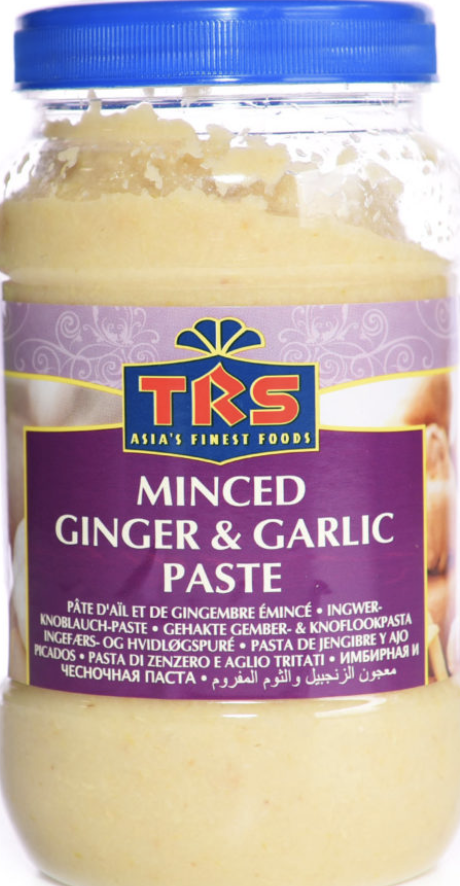 TRS
ASIA'S FINEST FOODS
MINCED
GINGER & GARLIC
PASTE
PÂTE D'AÏL ET DE GINGEMBRE ÉMINCÉ • INGWER-
KNOBLAUCH-PASTE • GEHAKTE GEMBER- & KNOFLOOKPASTA
INGEFÆRS- OG HVIDLØGSPURÉ • PASTA DE JENGIBRE Y AJO
PICADOS • PASTA DI ZENZERO E AGLIO TRITATI • ИМБИРНАЯ И
ЧЕСНОЧНАЯ ПАСТА • معجون الزنجبيل والثوم المفروم